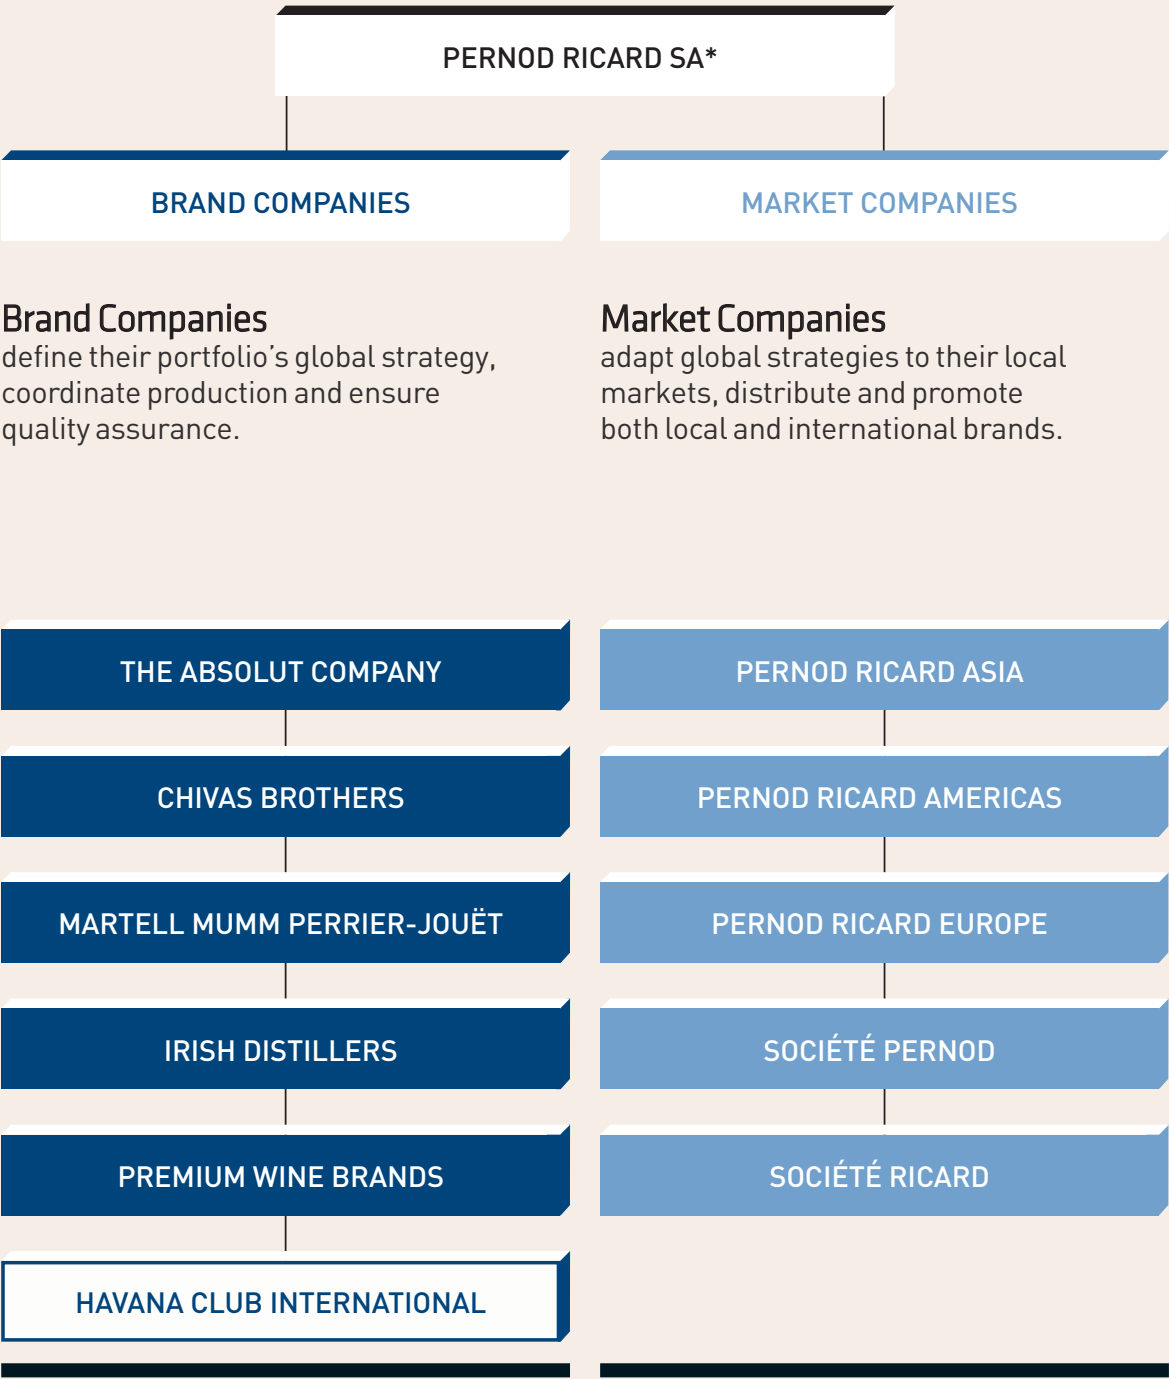 PERNOD RICARD SA*
BRAND COMPANIES
MARKET COMPANIES
Brand Companies
define their portfolio’s global strategy,
coordinate production and ensure
quality assurance.
Market Companies
adapt global strategies to their local
markets, distribute and promote
both local and international brands.
THE ABSOLUT COMPANY
CHIVAS BROTHERS
MARTELL MUMM PERRIER-JOUËT
IRISH DISTILLERS
PREMIUM WINE BRANDS
HAVANA CLUB INTERNATIONAL
PERNOD RICARD ASIA
PERNOD RICARD AMERICAS
PERNOD RICARD EUROPE
SOCIÉTÉ PERNOD
SOCIÉTÉ RICARD